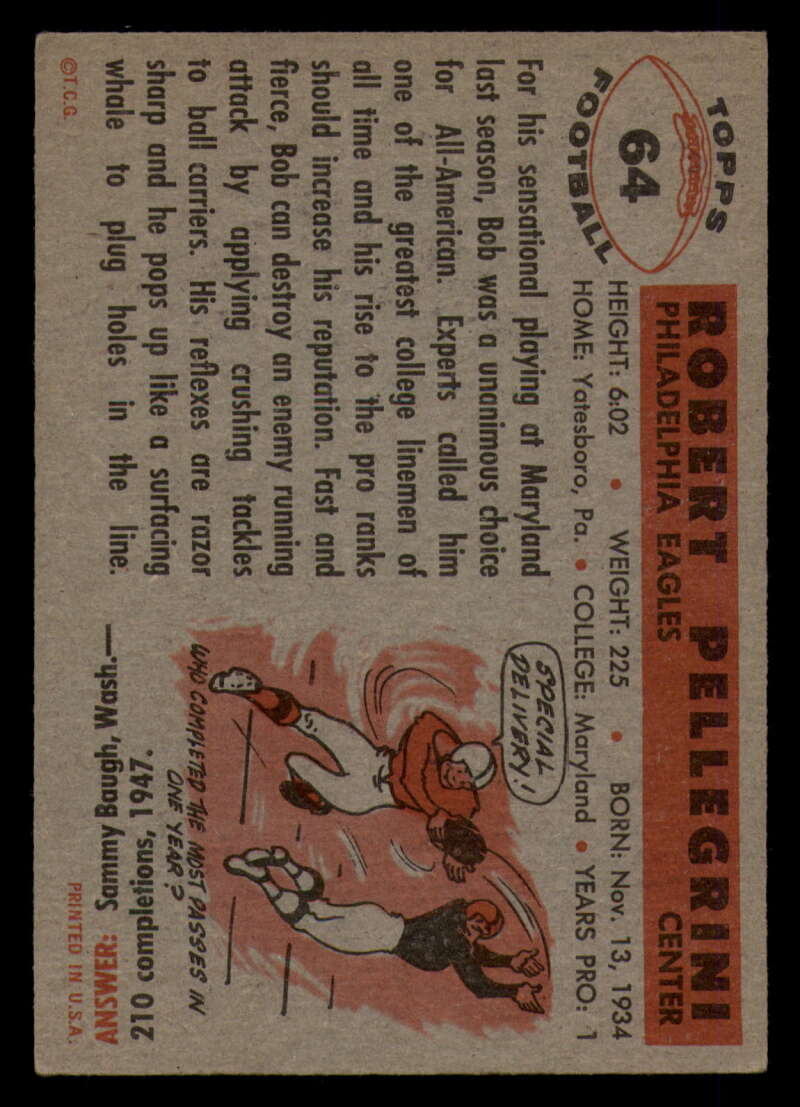 TOPPS
64
FOOTBALL
ROBERT PELLEGRINI
PHILADELPHIA EAGLES CENTER
HEIGHT: 6:02 • WEIGHT: 225 • BORN: Nov. 13, 1934
HOME: Yatesboro, Pa. • COLLEGE: Maryland • YEARS PRO: 1
For his sensational playing at Maryland
last season, Bob was a unanimous choice
for All-American. Experts called him
one of the greatest college linemen of
all time and his rise to the pro ranks
should increase his reputation. Fast and
fierce, Bob can destroy an enemy running
attack by applying crushing tackles
to ball carriers. His reflexes are razor
sharp and he pops up like a surfacing
whale to plug holes in the line.
©T.C.G.
SPECIAL
DELIVERY!
WHO COMPLETED THE MOST PASSES IN
ONE YEAR?
ANSWER: Sammy Baugh, Wash.—
210 completions, 1947.
PRINTED IN U.S.A.